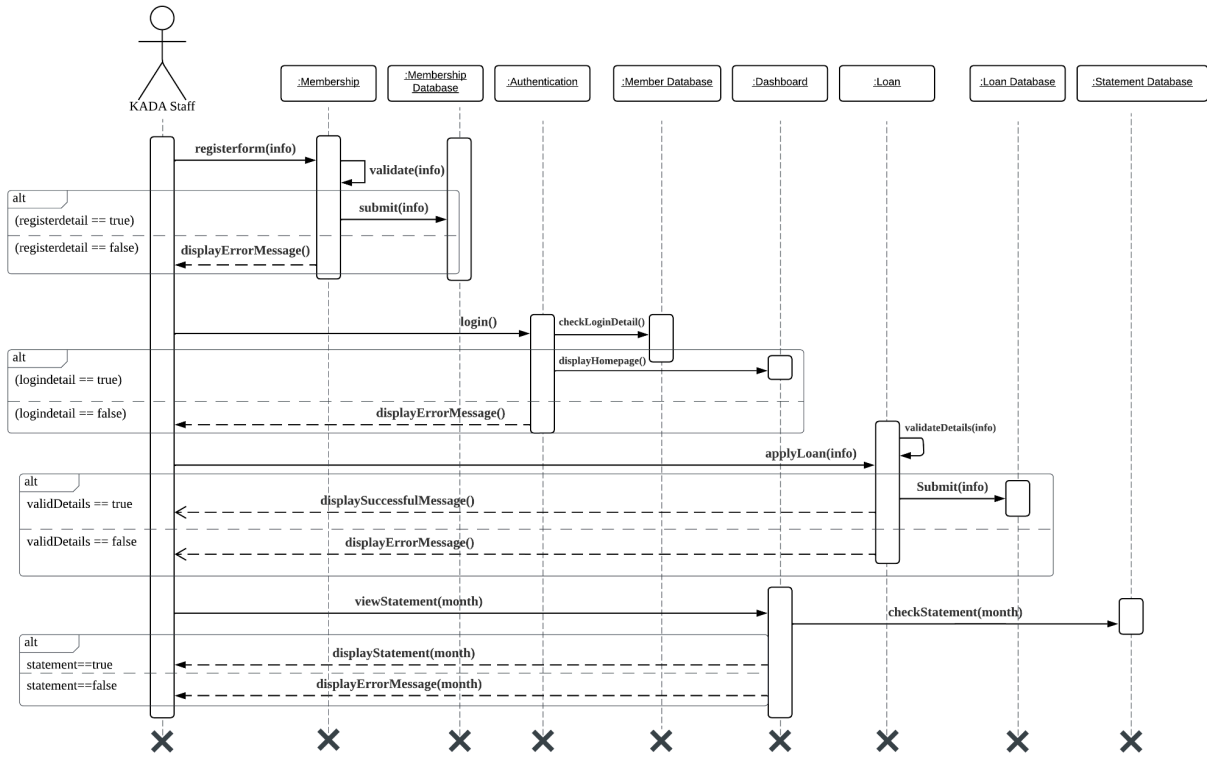 KADA Staff
:Membership
:Membership
Database
:Authentication
:Member Database
:Dashboard
:Loan
:Loan Database
:Statement Database
registerform(info)
validate(info)
alt
(registerdetail == true)
submit(info)
(registerdetail == false)
displayErrorMessage()
login()
checkLoginDetail()
alt
displayHomepage()
(logindetail == true)
(logindetail == false)
displayErrorMessage()
validateDetails(info)
applyLoan(info)
alt
Submit(info)
validDetails == true
displaySuccessfulMessage()
validDetails == false
displayErrorMessage()
viewStatement(month)
checkStatement(month)
alt
displayStatement(month)
statement==true
displayErrorMessage(month)
statement==false